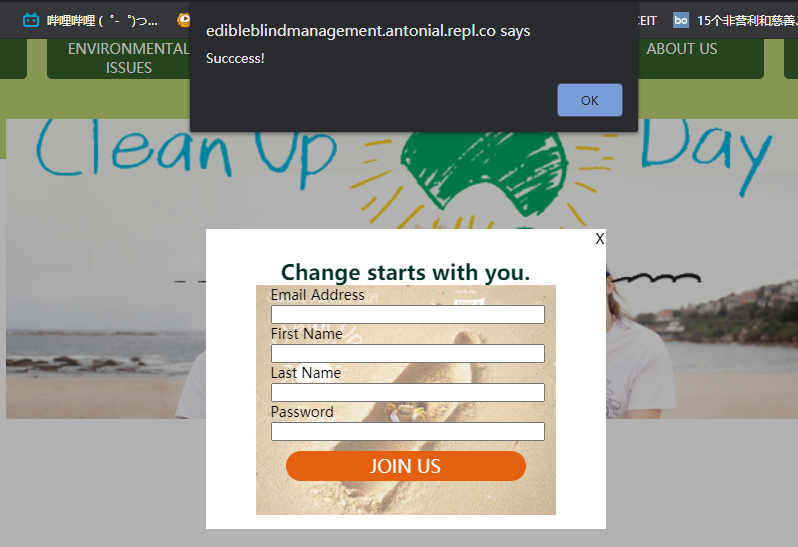 哔哩哔哩 ( ゜- ゜)つ...
edibleblindmanagement.antonial.repl.co says
CEIT
15个非营利和慈善...
Succcess!
OK
ENVIRONMENTAL
ISSUES
ABOUT US
Clean Up
Day
X
Change starts with you.
Email Address
First Name
Last Name
Password
JOIN US